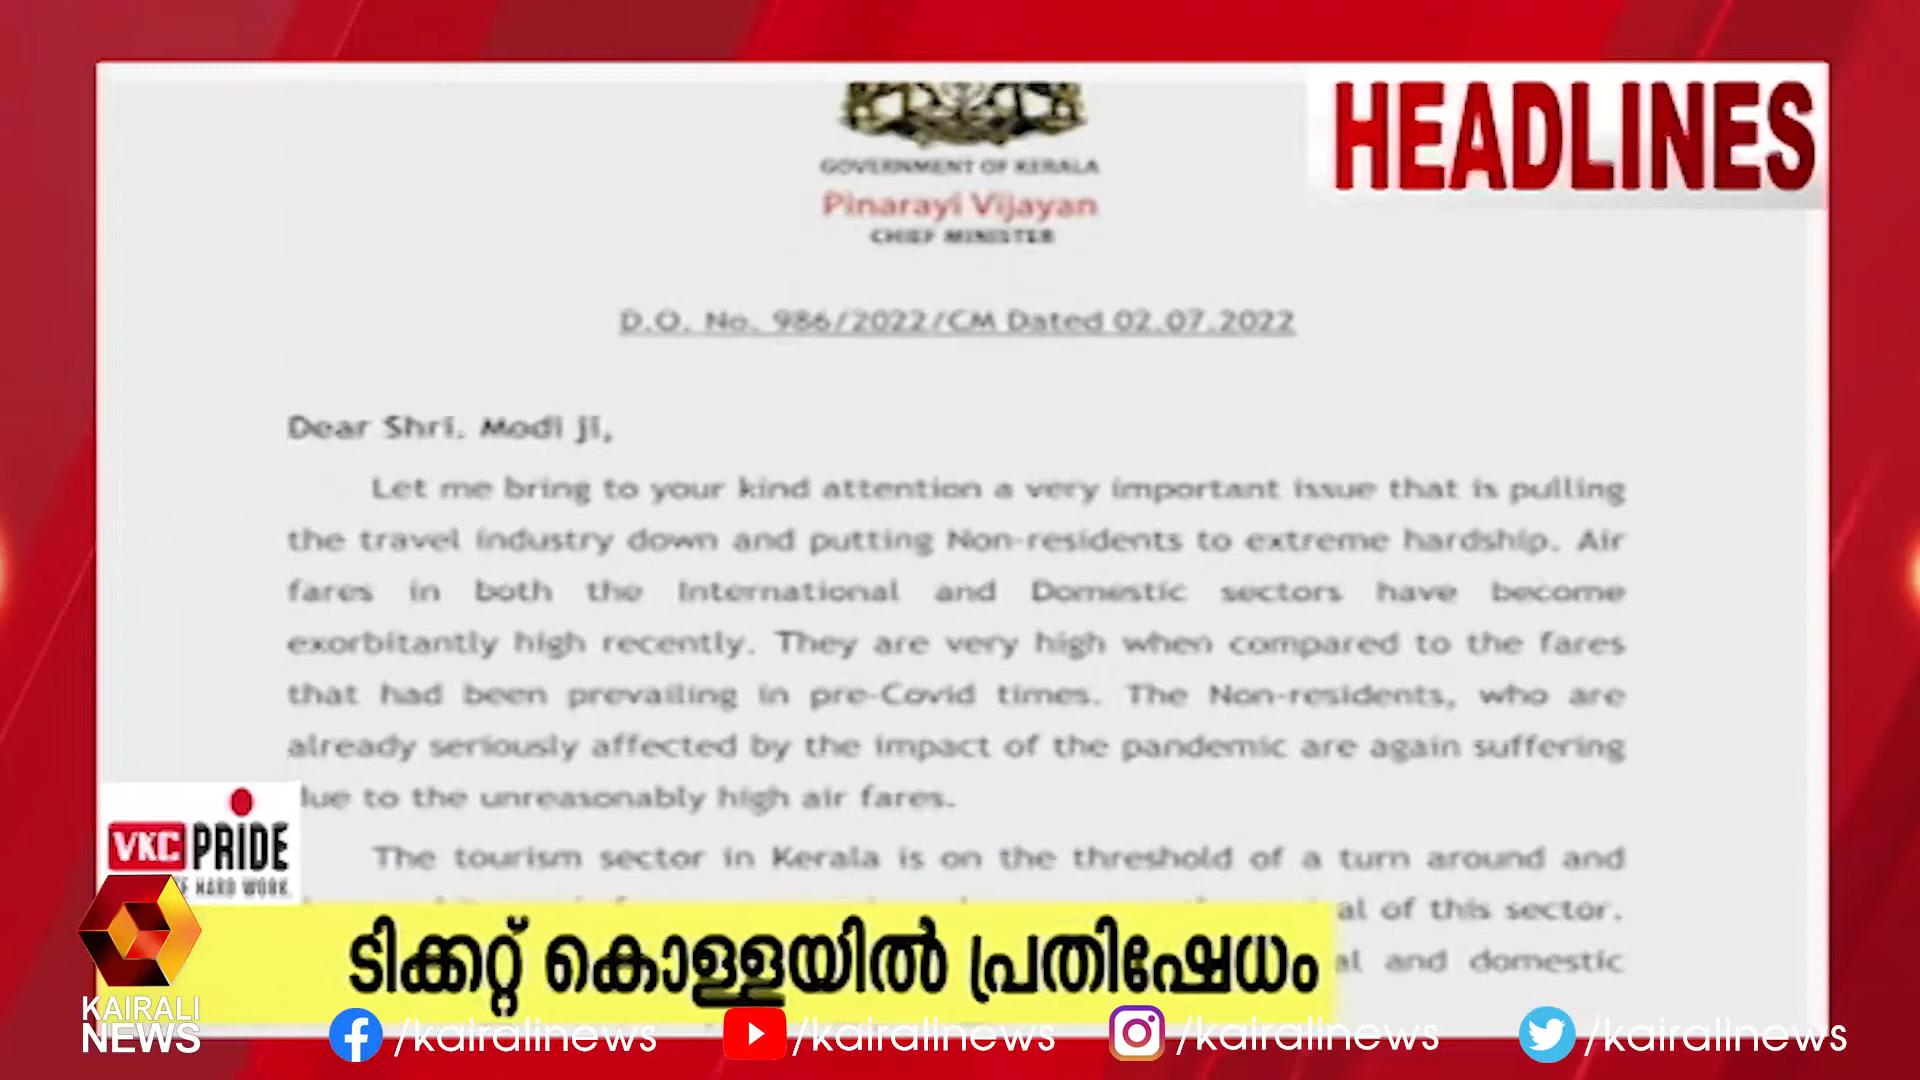 HEADLINES
GOVERNMENT OF KERALA
Pinarayi Vijayan
CHIEF MINISTER
D.O. No. 986/2022/CM Dated 02.07.2022
Dear Shri. Modi ji,
Let me bring to your kind attention a very important issue that is pulling
the travel industry down and putting Non-residents to extreme hardship. Air
fares in both the International and Domestic sectors have become
exorbitantly high recently. They are very high when compared to the fares
that had been prevailing in pre-Covid times. The Non-residents, who are
already seriously affected by the impact of the pandemic are again suffering
due to the unreasonably high air fares.
The tourism sector in Kerala is on the threshold of a turn around and
of this sector.
and domestic
VKC PRIDE
HARD WORK.
ടിക്കറ്റ് കൊള്ളയിൽ പ്രതിഷേധം
KAIRALI
NEWS
/kairalinews
/kairalinews
/kairalinews
/kairalinews